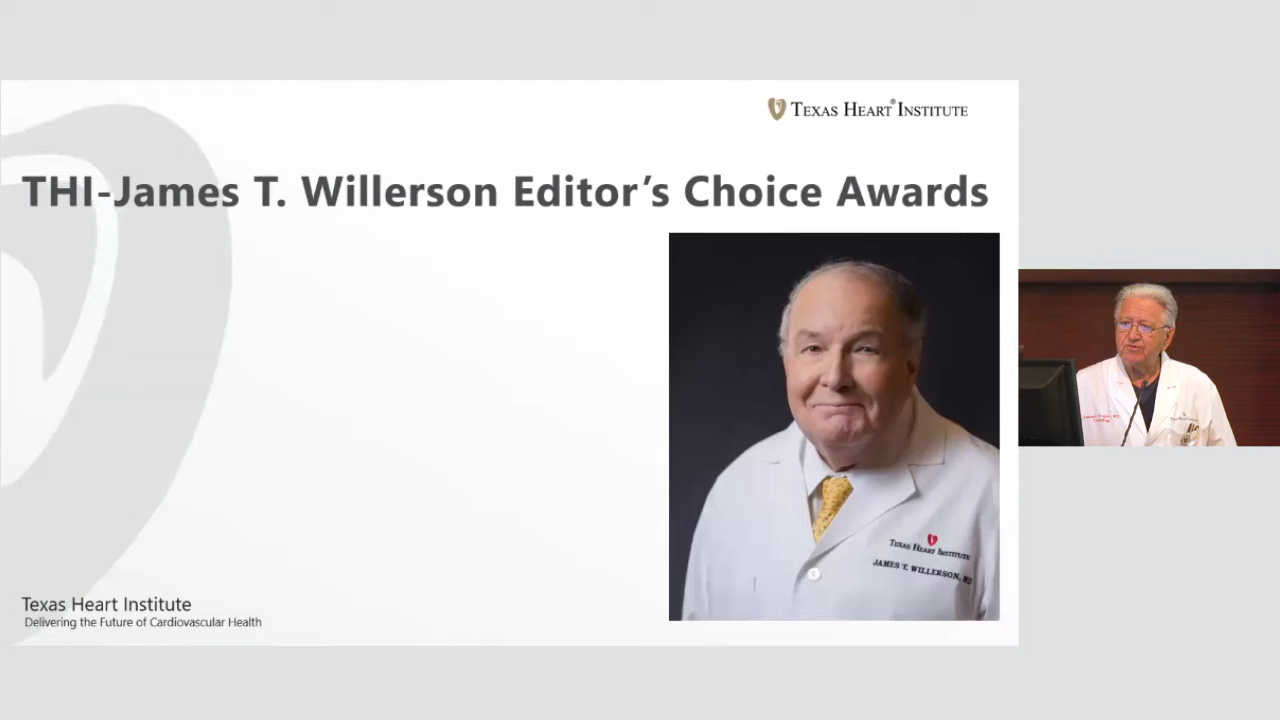 TEXAS HEART® INSTITUTE
THI-James T. Willerson Editor's Choice Awards
TEXAS HEART INSTITUTE
JAMES T. WILLERSON, MD
Texas Heart Institute
Delivering the Future of Cardiovascular Health